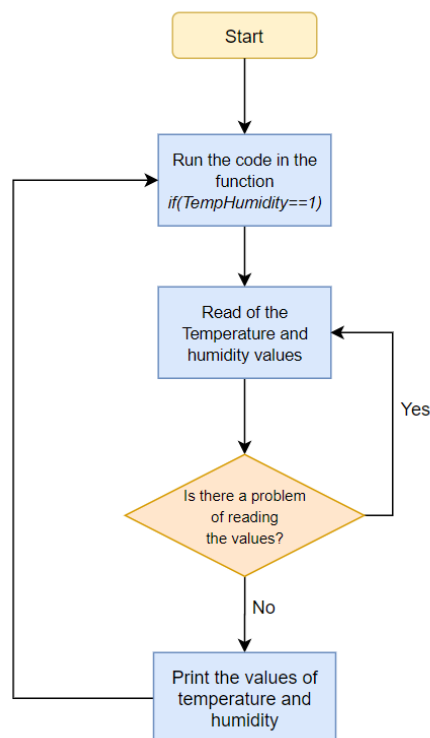 Start
Run the code in the
function
if(TempHumidity==1)
Read of the
Temperature and
humidity values
Yes
Is there a problem
of reading
the values?
No
Print the values of
temperature and
humidity